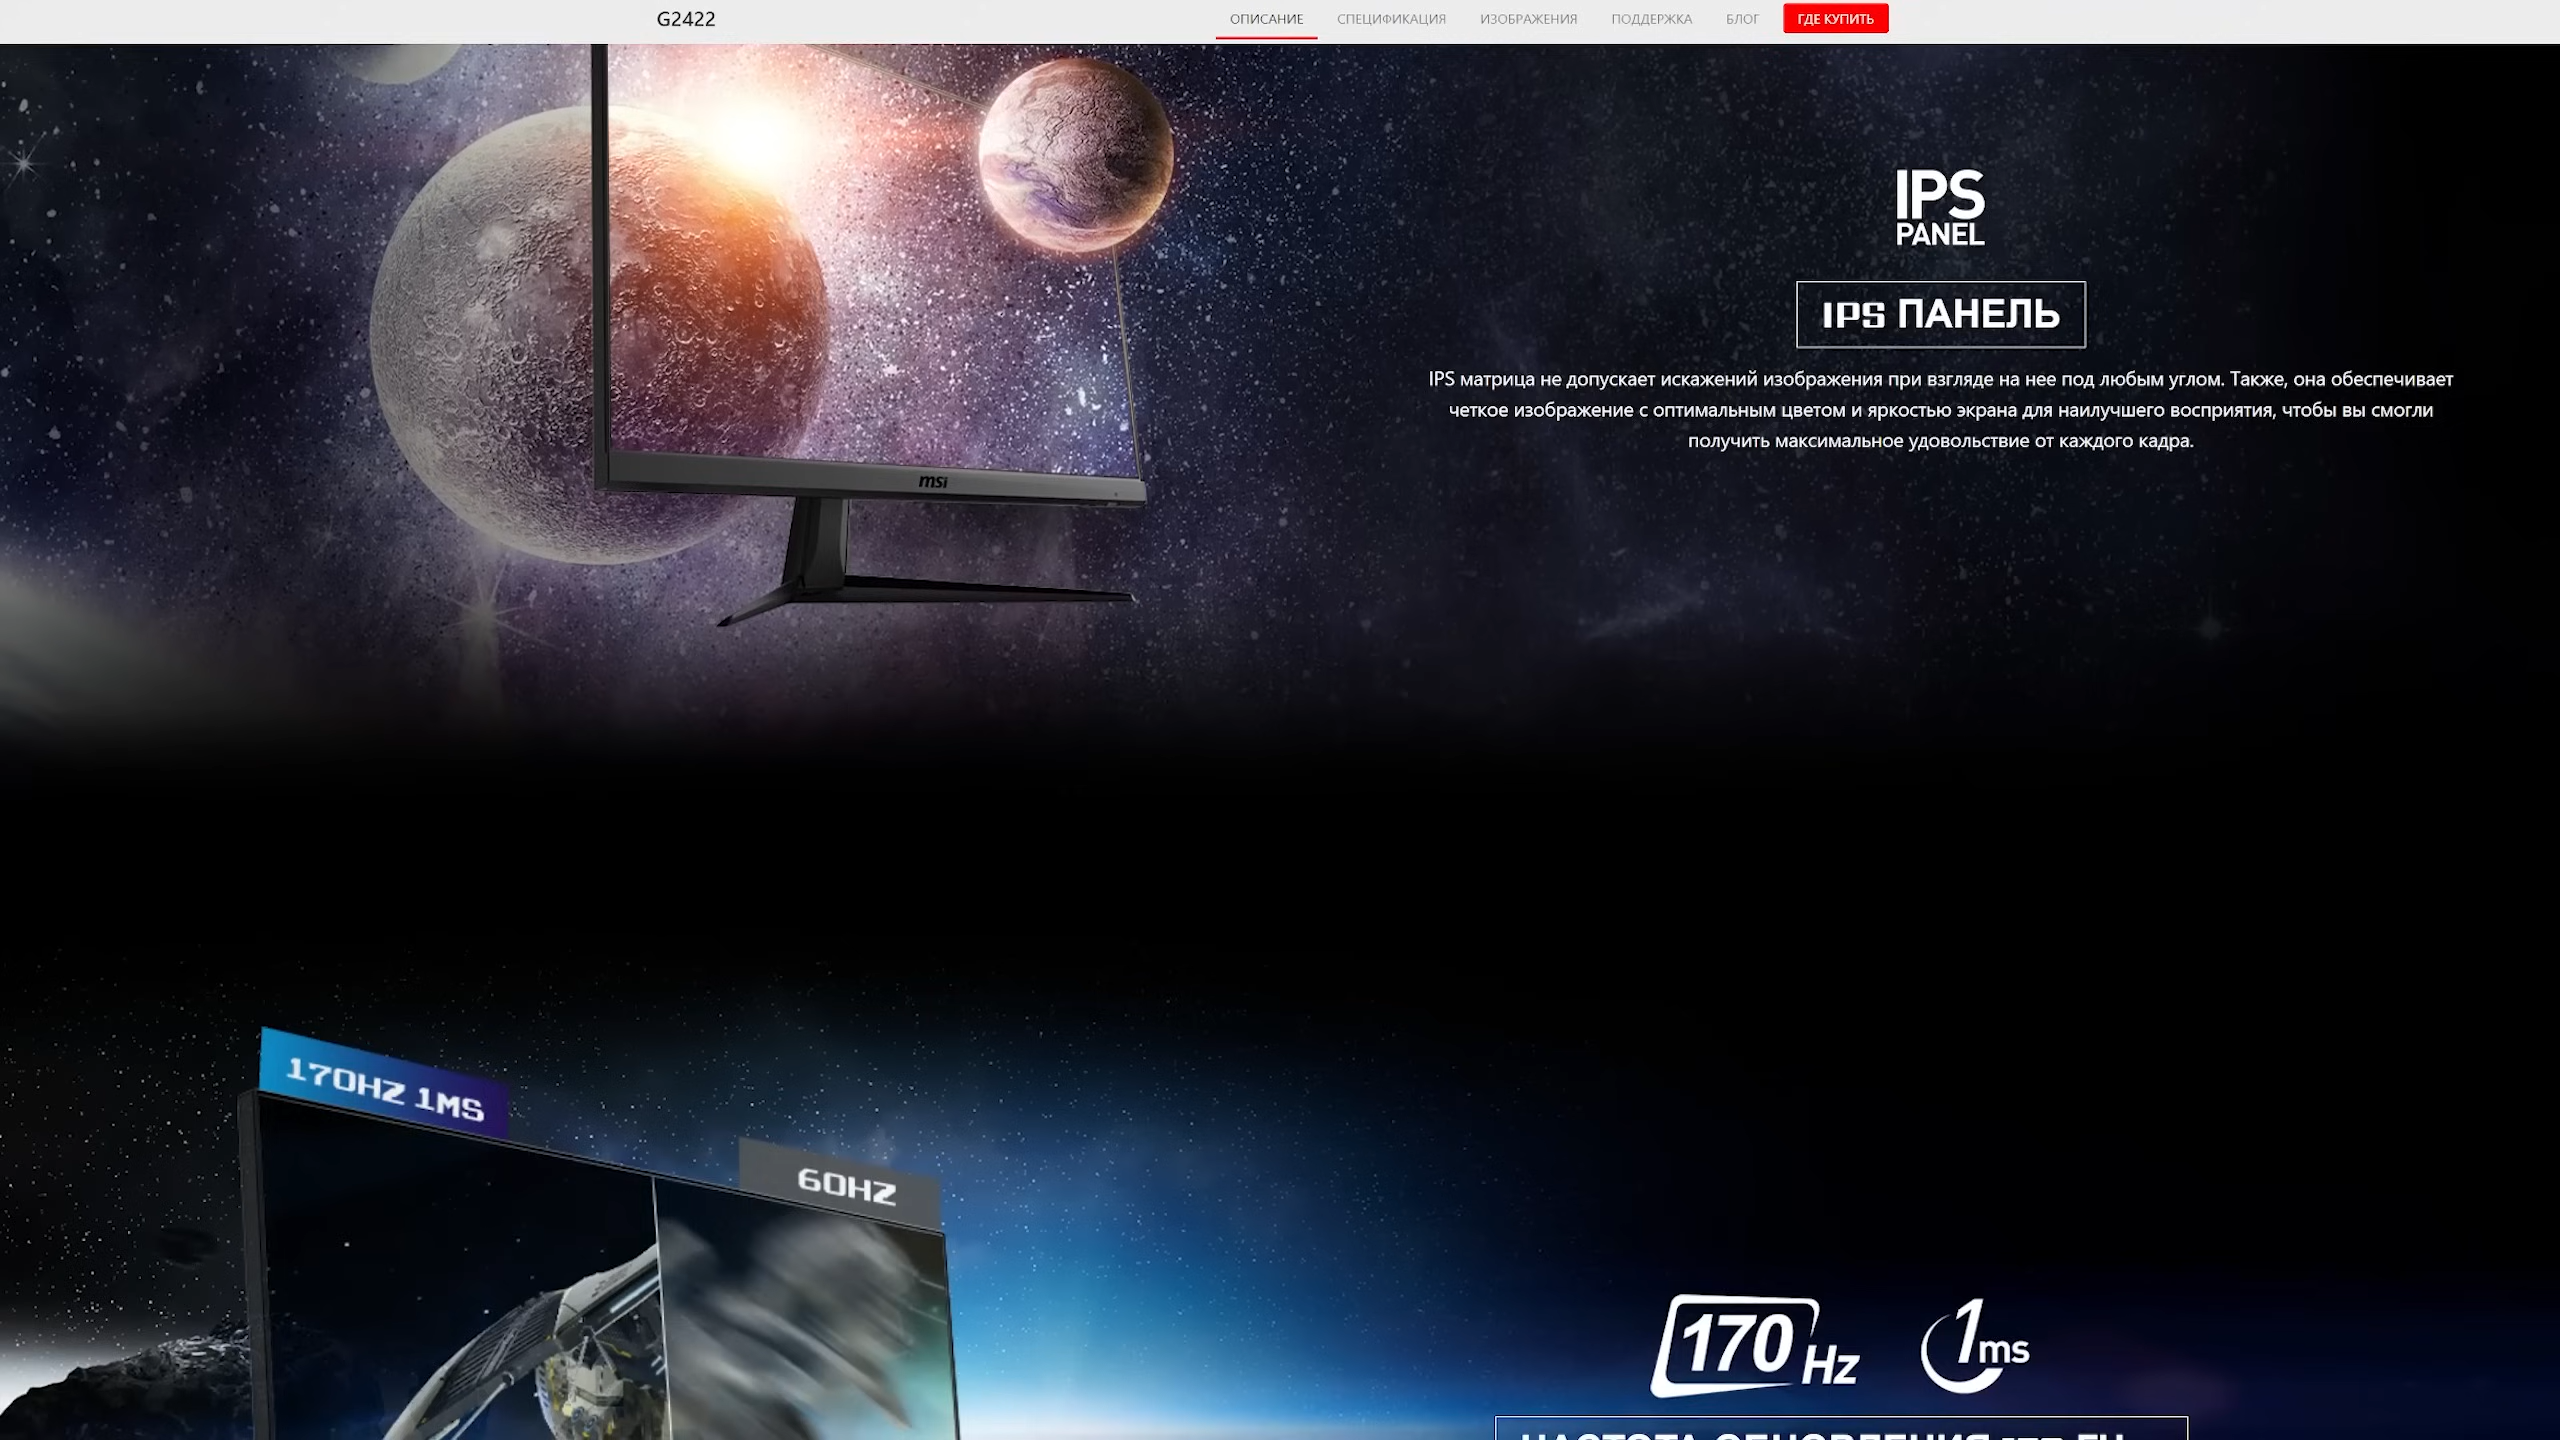 G2422
ОПИСАНИЕ
СПЕЦИФИКАЦИЯ
ИЗОБРАЖЕНИЯ
ПОДДЕРЖКА
БЛОГ
ГДЕ КУПИТЬ
IPS
PANEL
IPS ПАНЕЛЬ
IPS матрица не допускает искажений изображения при взгляде на нее под любым углом. Также, она обеспечивает
четкое изображение с оптимальным цветом и яркостью экрана для наилучшего восприятия, чтобы вы смогли
получить максимальное удовольствие от каждого кадра.
msi
170HZ 1MS
60HZ
170 Hz
1ms
ЧАСТОТА ОБНОВЛЕНИЯ